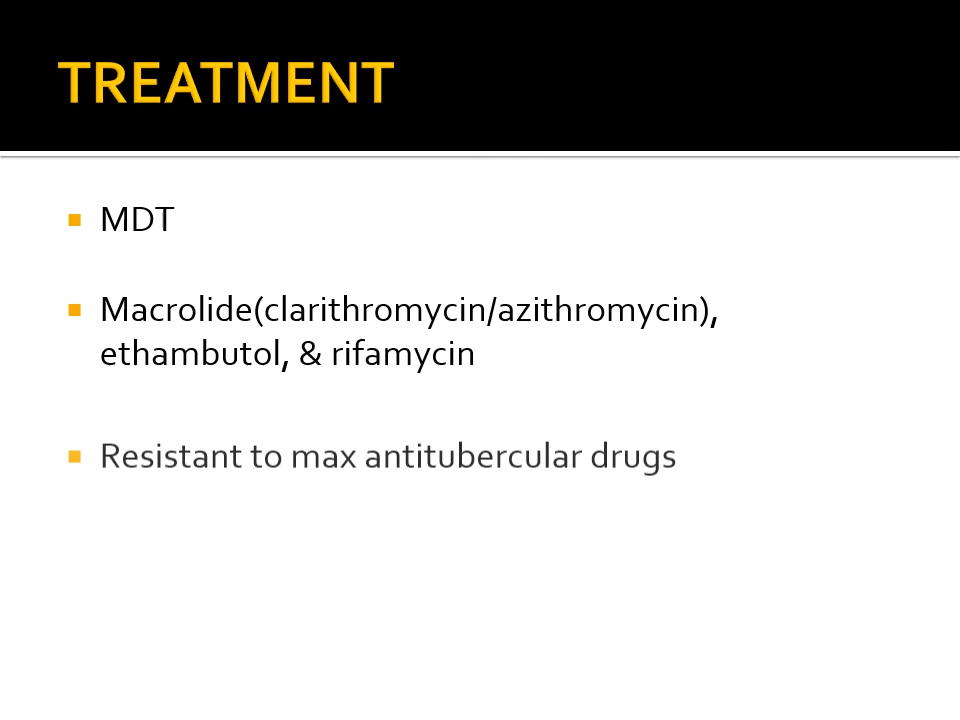 TREATMENT
MDT
Macrolide(clarithromycin/azithromycin),
ethambutol, & rifamycin
Resistant to max antitubercular drugs